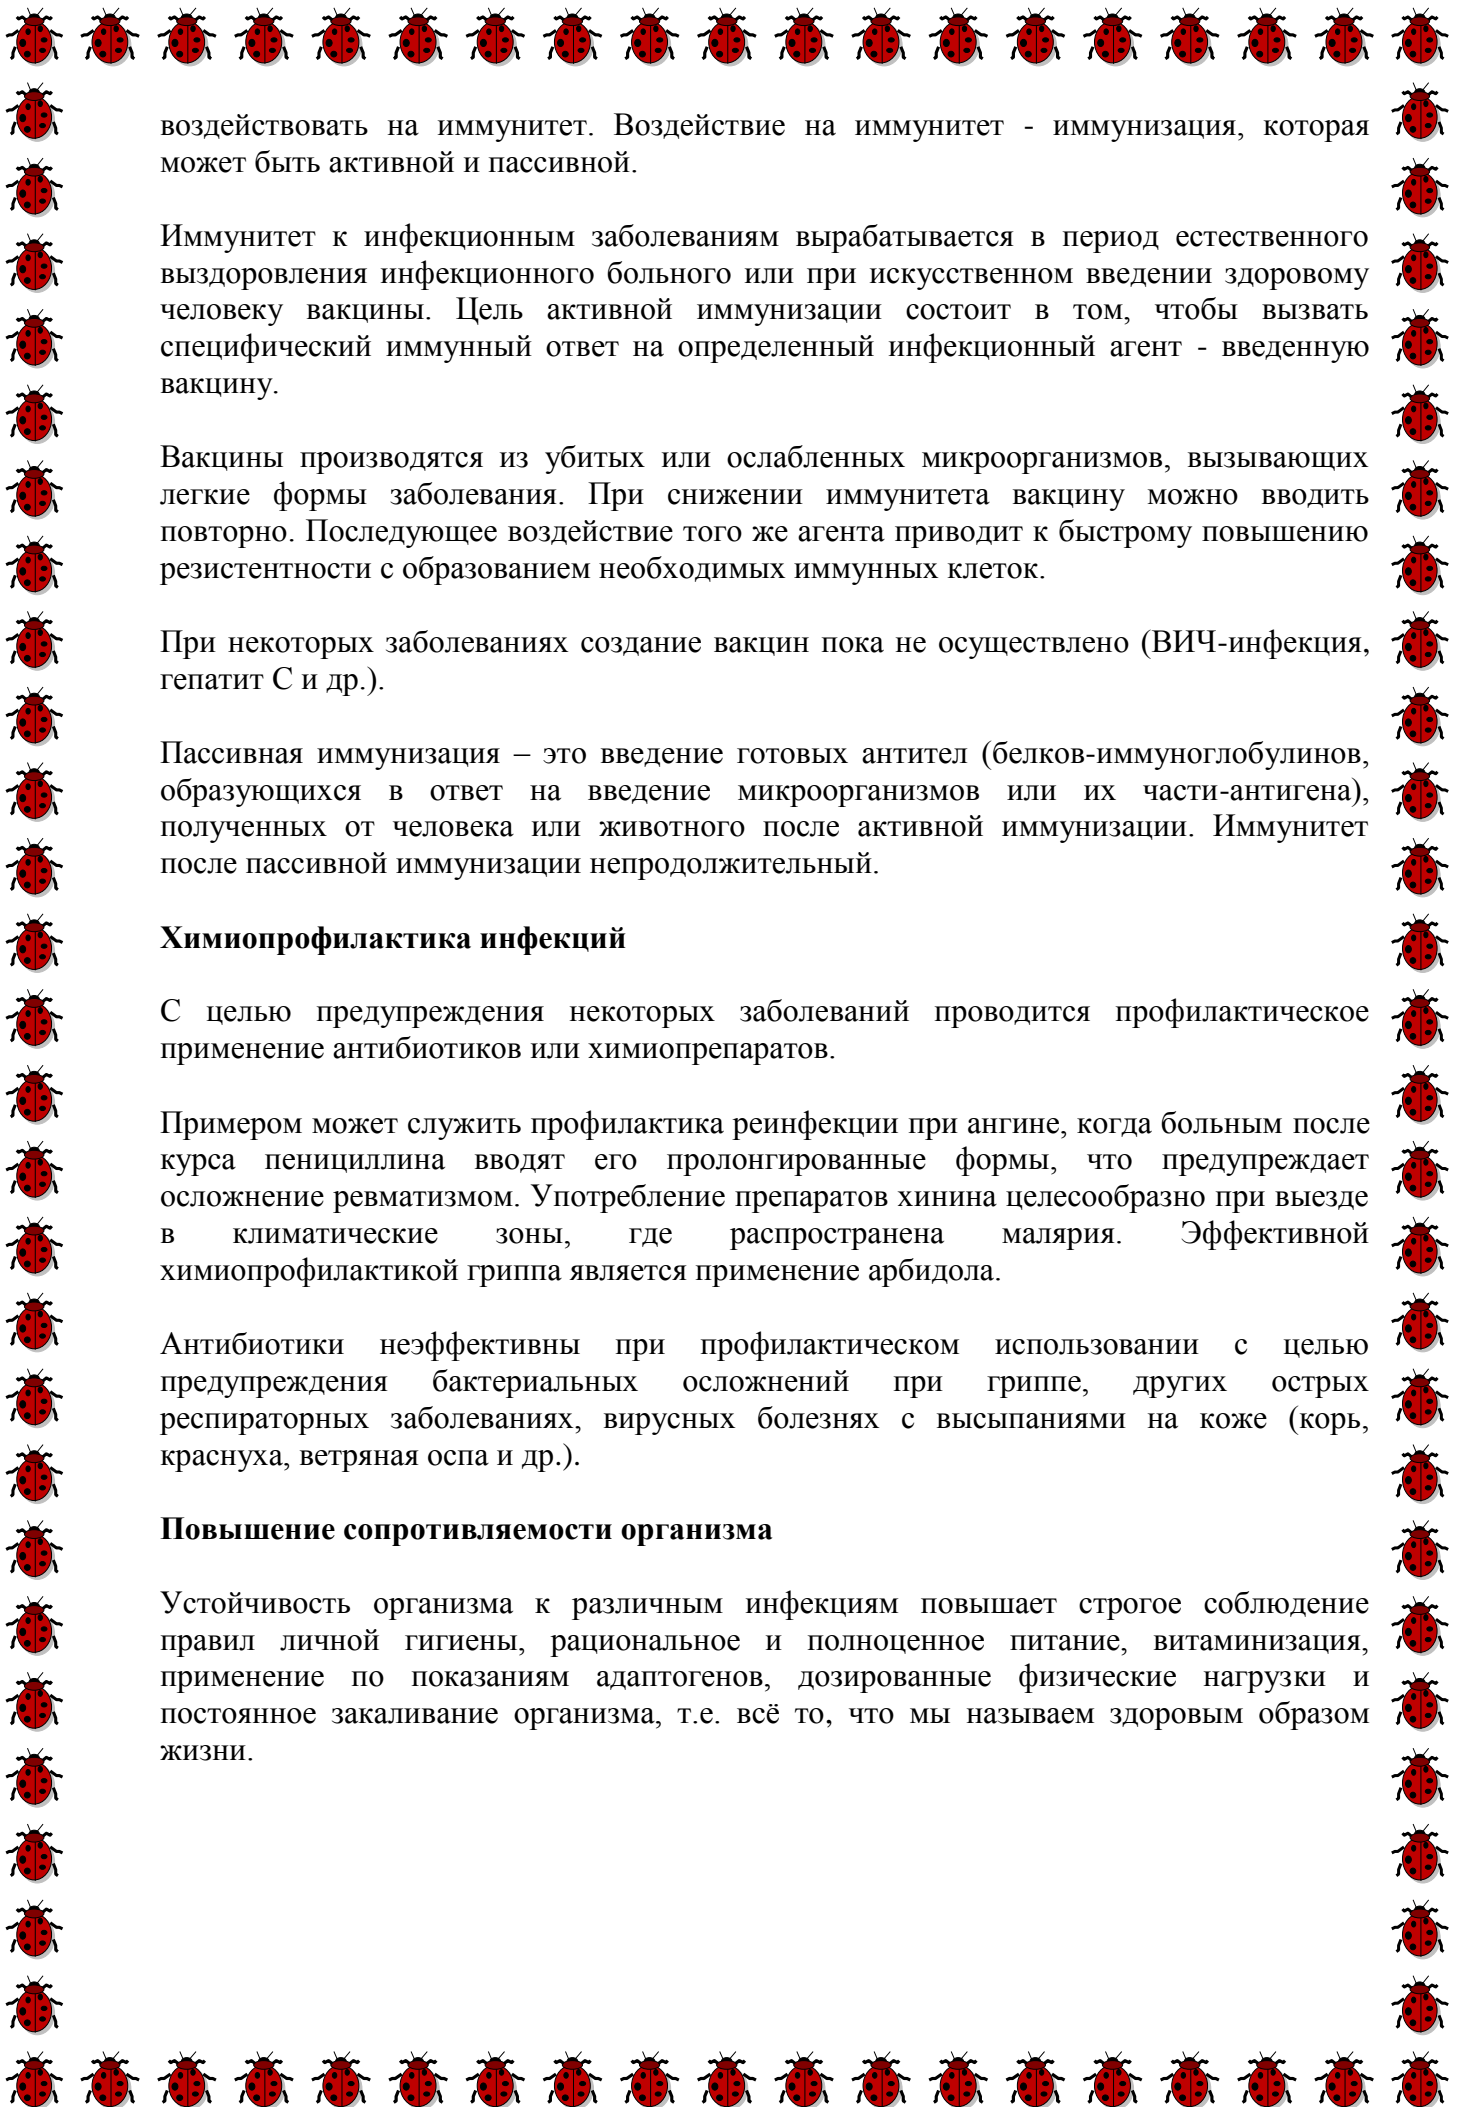 воздействовать на иммунитет. Воздействие на иммунитет - иммунизация, которая
может быть активной и пассивной.
Иммунитет к инфекционным заболеваниям вырабатывается в период естественного
выздоровления инфекционного больного или при искусственном введении здоровому
человеку вакцины. Цель активной иммунизации состоит в том, чтобы вызвать
специфический иммунный ответ на определенный инфекционный агент - введенную
вакцину.
Вакцины производятся из убитых или ослабленных микроорганизмов, вызывающих
легкие формы заболевания. При снижении иммунитета вакцину можно вводить
повторно. Последующее воздействие того же агента приводит к быстрому повышению
резистентности с образованием необходимых иммунных клеток.
При некоторых заболеваниях создание вакцин пока не осуществлено (ВИЧ-инфекция,
гепатит С и др.).
Пассивная иммунизация – это введение готовых антител (белков-иммуноглобулинов,
образующихся в ответ на введение микроорганизмов или их части-антигена),
полученных от человека или животного после активной иммунизации. Иммунитет
после пассивной иммунизации непродолжительный.
Химиопрофилактика инфекций
С целью предупреждения некоторых заболеваний проводится профилактическое
применение антибиотиков или химиопрепаратов.
Примером может служить профилактика реинфекции при ангине, когда больным после
курса пенициллина вводят его пролонгированные формы, что предупреждает
осложнение ревматизмом. Употребление препаратов хинина целесообразно при выезде
в климатические зоны, где распространена малярия. Эффективной
химиопрофилактикой гриппа является применение арбидола.
Антибиотики неэффективны при профилактическом использовании с целью
предупреждения бактериальных осложнений при гриппе, других острых
респираторных заболеваниях, вирусных болезнях с высыпаниями на коже (корь,
краснуха, ветряная оспа и др.).
Повышение сопротивляемости организма
Устойчивость организма к различным инфекциям повышает строгое соблюдение
правил личной гигиены, рациональное и полноценное питание, витаминизация,
применение по показаниям адаптогенов, дозированные физические нагрузки и
постоянное закаливание организма, т.е. всё то, что мы называем здоровым образом
жизни.